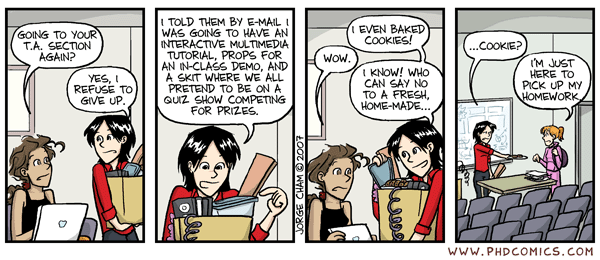 GOING TO YOUR
T.A. SECTION
AGAIN?
YES, I
REFUSE TO
GIVE UP.
I TOLD THEM BY E-MAIL I
WAS GOING TO HAVE AN
INTERACTIVE MULTIMEDIA
TUTORIAL, PROPS FOR
AN IN-CLASS DEMO, AND
A SKIT WHERE WE ALL
PRETEND TO BE ON A
QUIZ SHOW COMPETING
FOR PRIZES.
JORGE CHAM © 2007
I EVEN BAKED
COOKIES!
WOW.
I KNOW! WHO
CAN SAY NO
TO A FRESH,
HOME-MADE...
...COOKIE?
I'M JUST
HERE TO
PICK UP MY
HOMEWORK.
WWW.PHDCOMICS.COM